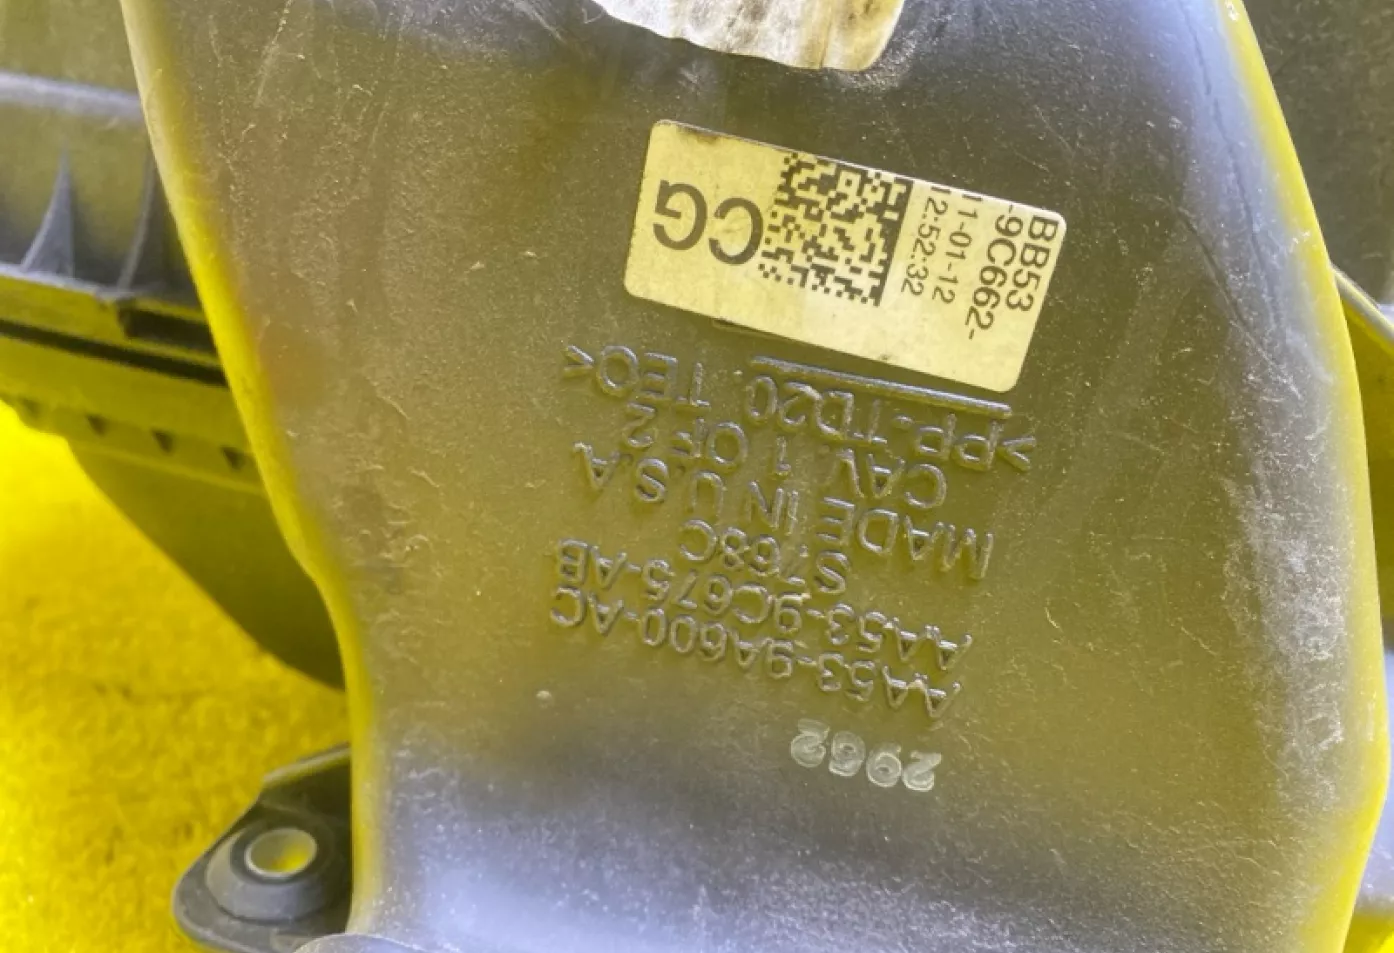 BB53
-9C662-
11-01-12
12:52:32
CG
>PP-TD20. TEO<
CAV. 1 OF 2
MADE IN U.S.A
S768C
AA53-9C675-AB
AA53-9A600-AC
2962